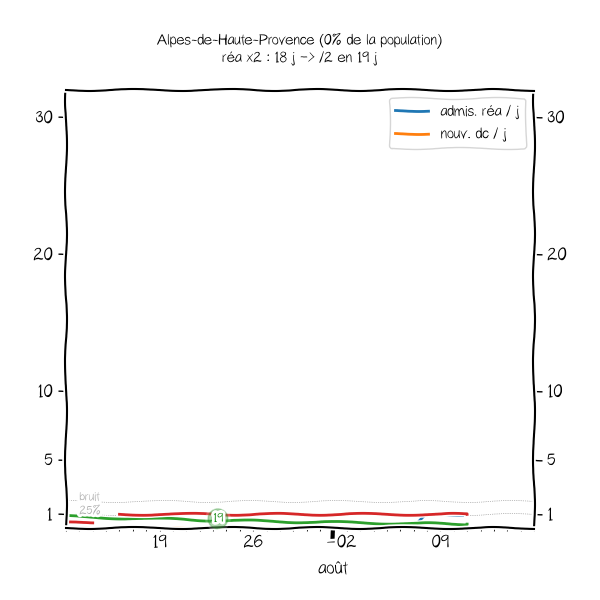 Alpes-de-Haute-Provence (0% de la population)
réa x2 : 18 j -> /2 en 19 j
admis. réa / j
nouv. dc / j
30
30
20
20
10
10
5
5
bruit
25%
1
19
1
19
26
02
09
août